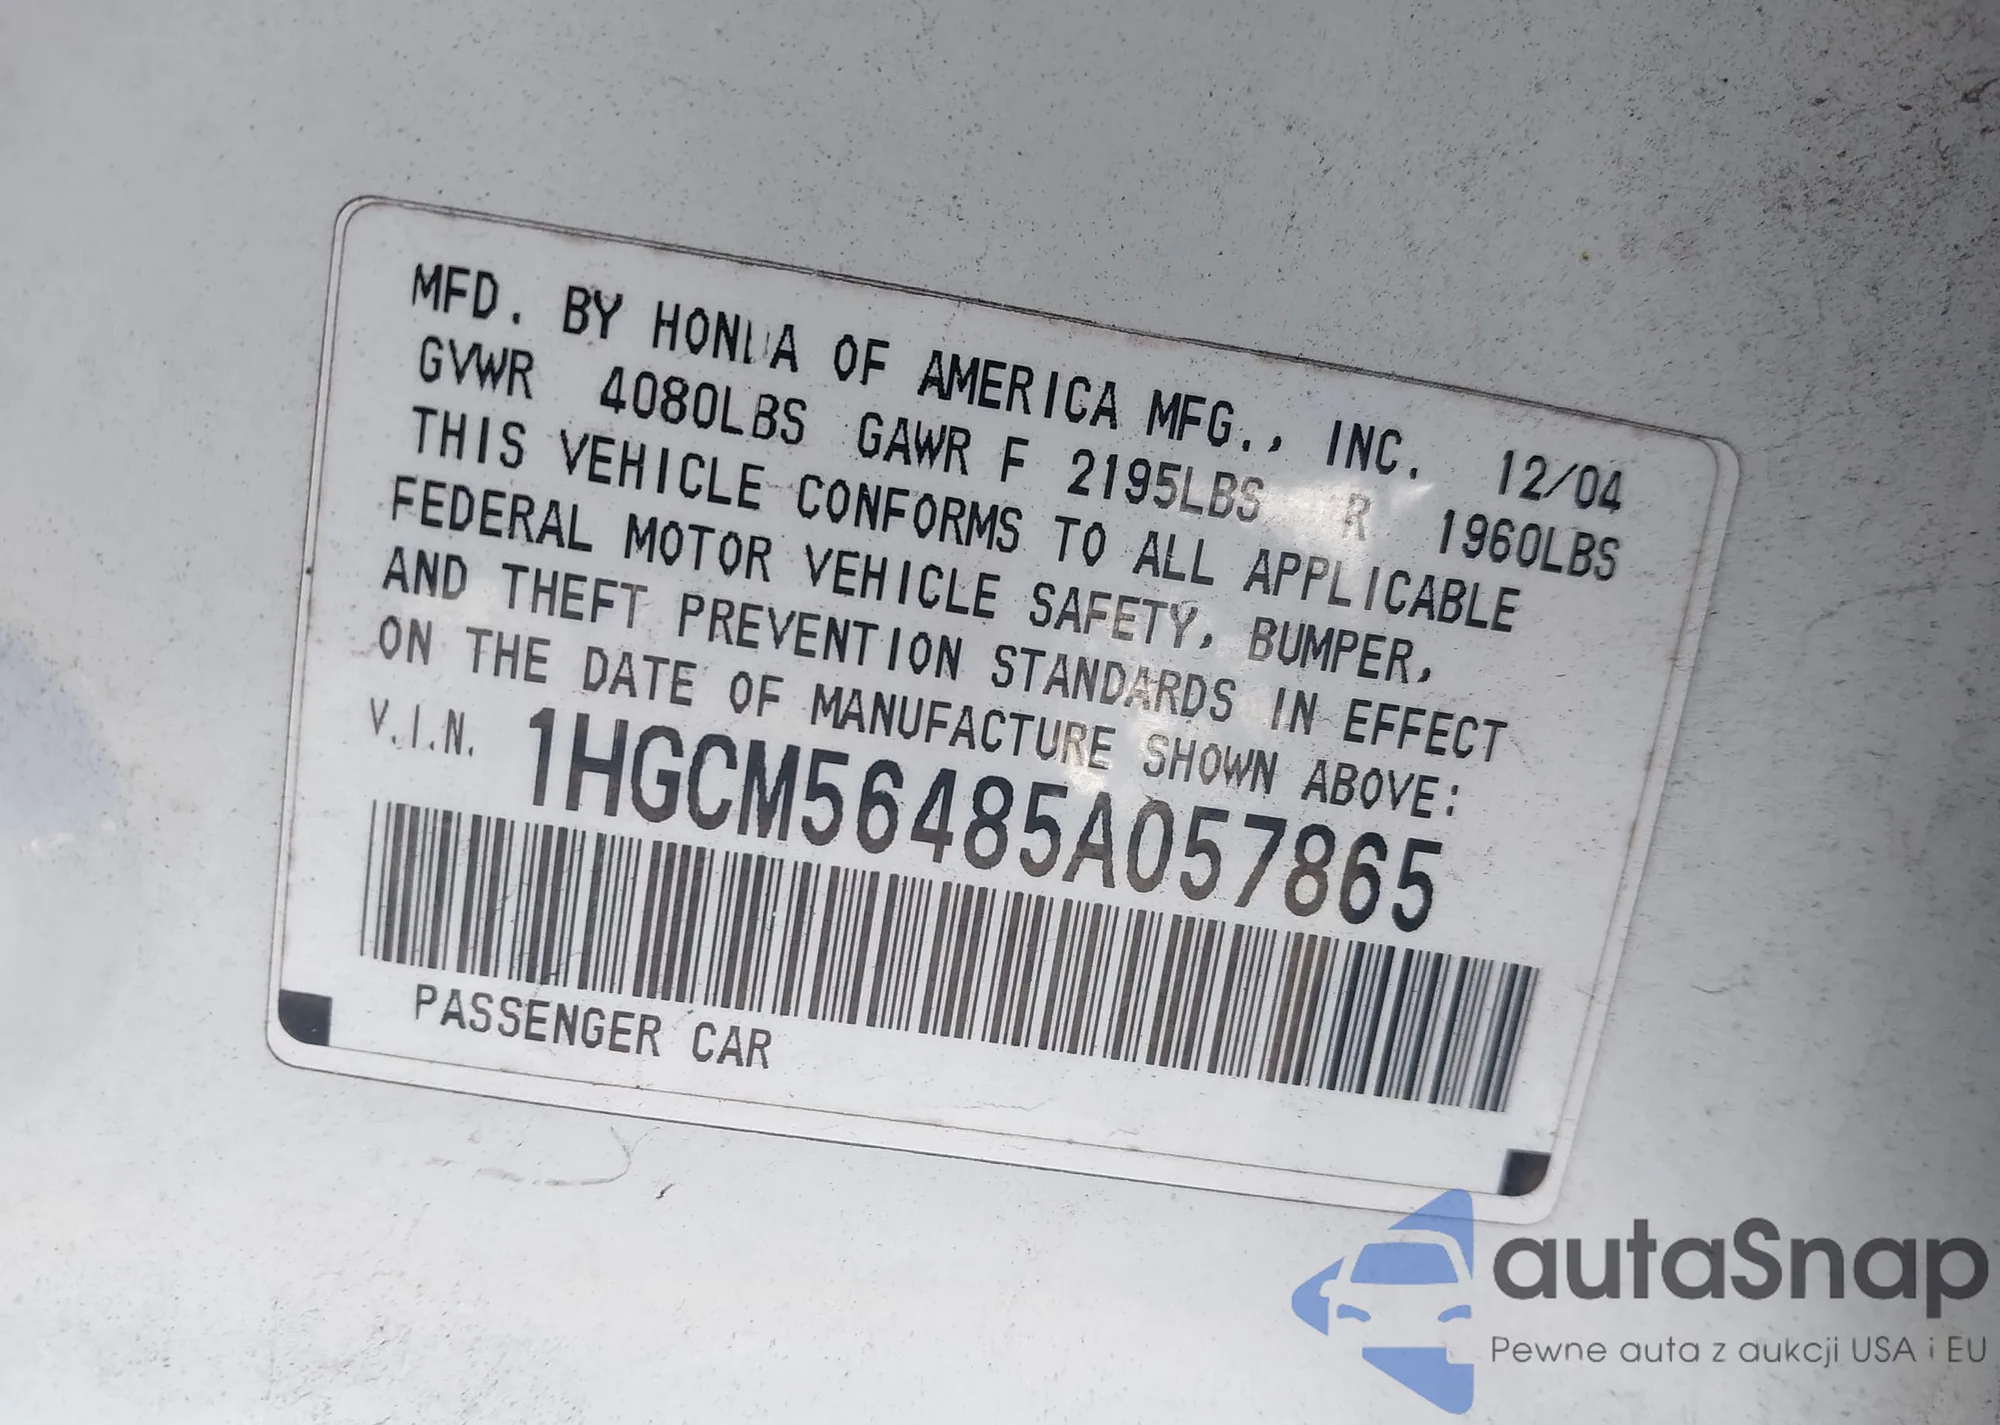 MFD. BY HONDA OF AMERICA MFG., INC. 12/04
GVWR 4080LBS GAWR F 2195LBS R 1960LBS
THIS VEHICLE CONFORMS TO ALL APPLICABLE
FEDERAL MOTOR VEHICLE SAFETY, BUMPER,
AND THEFT PREVENTION STANDARDS IN EFFECT
ON THE DATE OF MANUFACTURE SHOWN ABOVE:
V.I.N. 1HGCM56485A057865
PASSENGER CAR
autaSnap
Pewne auta z aukcji USA i EU